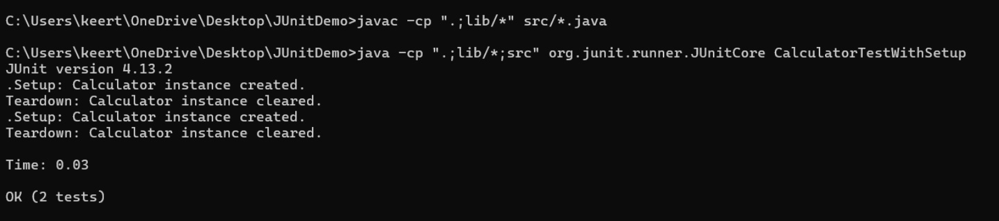 C:\Users\keert\OneDrive\Desktop\JUnitDemo>javac -cp ".;lib/*" src/*.java
C:\Users\keert\OneDrive\Desktop\JUnitDemo>java -cp ".;lib/*;src" org.junit.runner.JUnitCore CalculatorTestWithSetup
JUnit version 4.13.2
.Setup: Calculator instance created.
Teardown: Calculator instance cleared.
.Setup: Calculator instance created.
Teardown: Calculator instance cleared.
Time: 0.03
OK (2 tests)